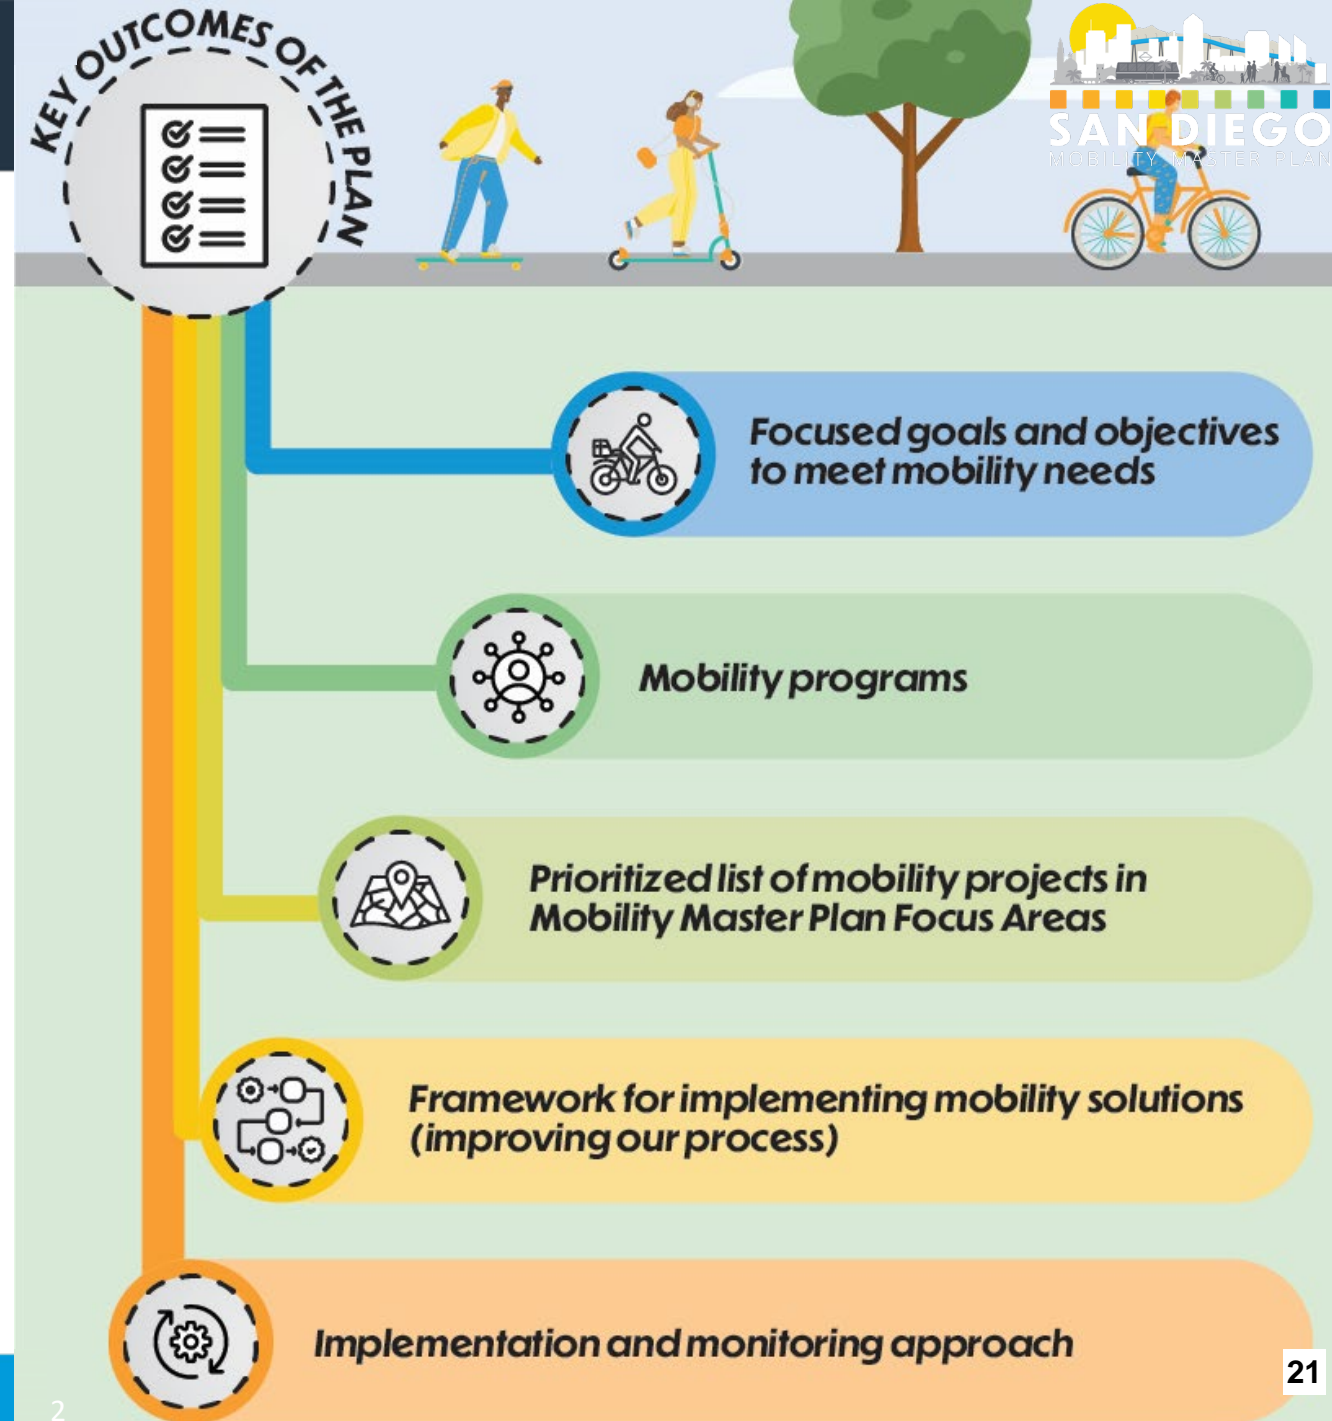 KEY OUTCOMES OF THE PLAN
SAN DIEGO
MOBILITY MASTER PLAN
Focused goals and objectives
to meet mobility needs
Mobility programs
Prioritized list of mobility projects in
Mobility Master Plan Focus Areas
Framework for implementing mobility solutions
(improving our process)
Implementation and monitoring approach
21
2